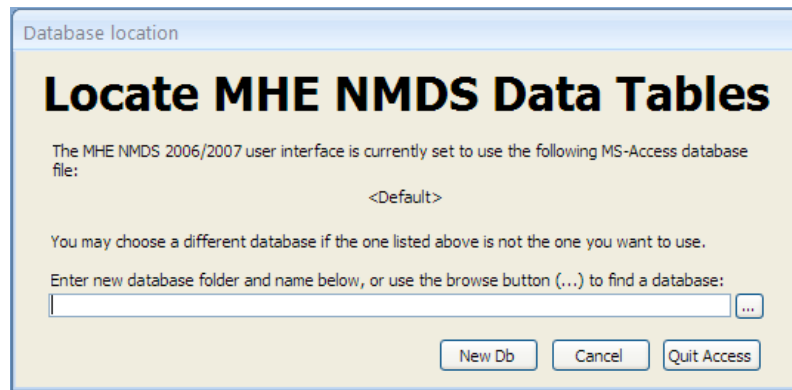 Database location
Locate MHE NMDS Data Tables
The MHE NMDS 2006/2007 user interface is currently set to use the following MS-Access database
file:
<Default>
You may choose a different database if the one listed above is not the one you want to use.
Enter new database folder and name below, or use the browse button (...) to find a database:
...
New Db Cancel Quit Access